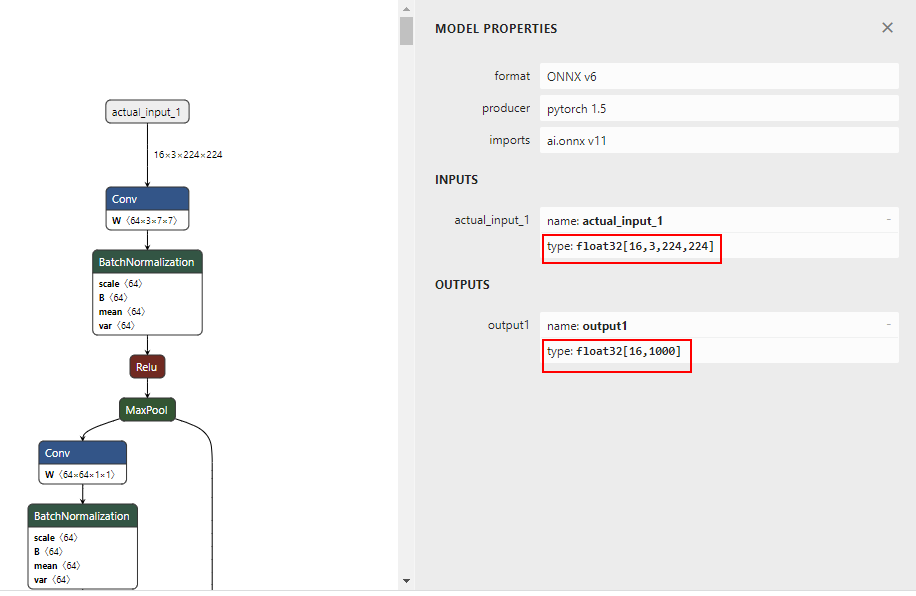 actual_input_1
16×3×224×224
Conv
W ⟨64×3×7×7⟩
BatchNormalization
scale ⟨64⟩
B ⟨64⟩
mean ⟨64⟩
var ⟨64⟩
Relu
MaxPool
Conv
W ⟨64×64×1×1⟩
BatchNormalization
scale ⟨64⟩
B ⟨64⟩
mean ⟨64⟩
var ⟨64⟩
MODEL PROPERTIES
format ONNX v6
producer pytorch 1.5
imports ai.onnx v11
INPUTS
actual_input_1 name: actual_input_1 -
type: float32[16,3,224,224]
OUTPUTS
output1 name: output1 -
type: float32[16,1000]